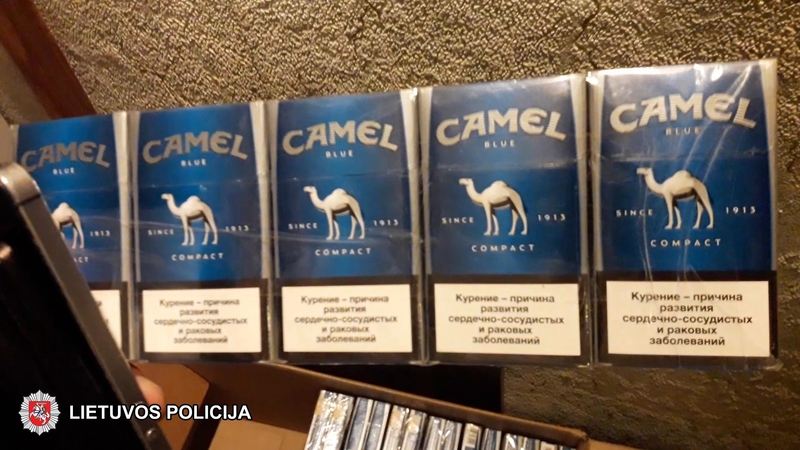 CAMEL
BLUE
COMPACT
CAMEL
BLUE
SINCE 1913
COMPACT
Курение – причина
развития
сердечно-сосудистых
и раковых
заболеваний
CAMEL
BLUE
SINCE 1913
COMPACT
Курение – причина
развития
сердечно-сосудистых
и раковых
заболеваний
CAMEL
BLUE
SINCE 1913
COMPACT
Курение – причина
развития
сердечно-сосудистых
и раковых
заболеваний
CAMEL
BLUE
SINCE 1913
COMPACT
Курение – причина
развития
сердечно-сосудистых
и раковых
заболеваний
LIETUVOS POLICIJA